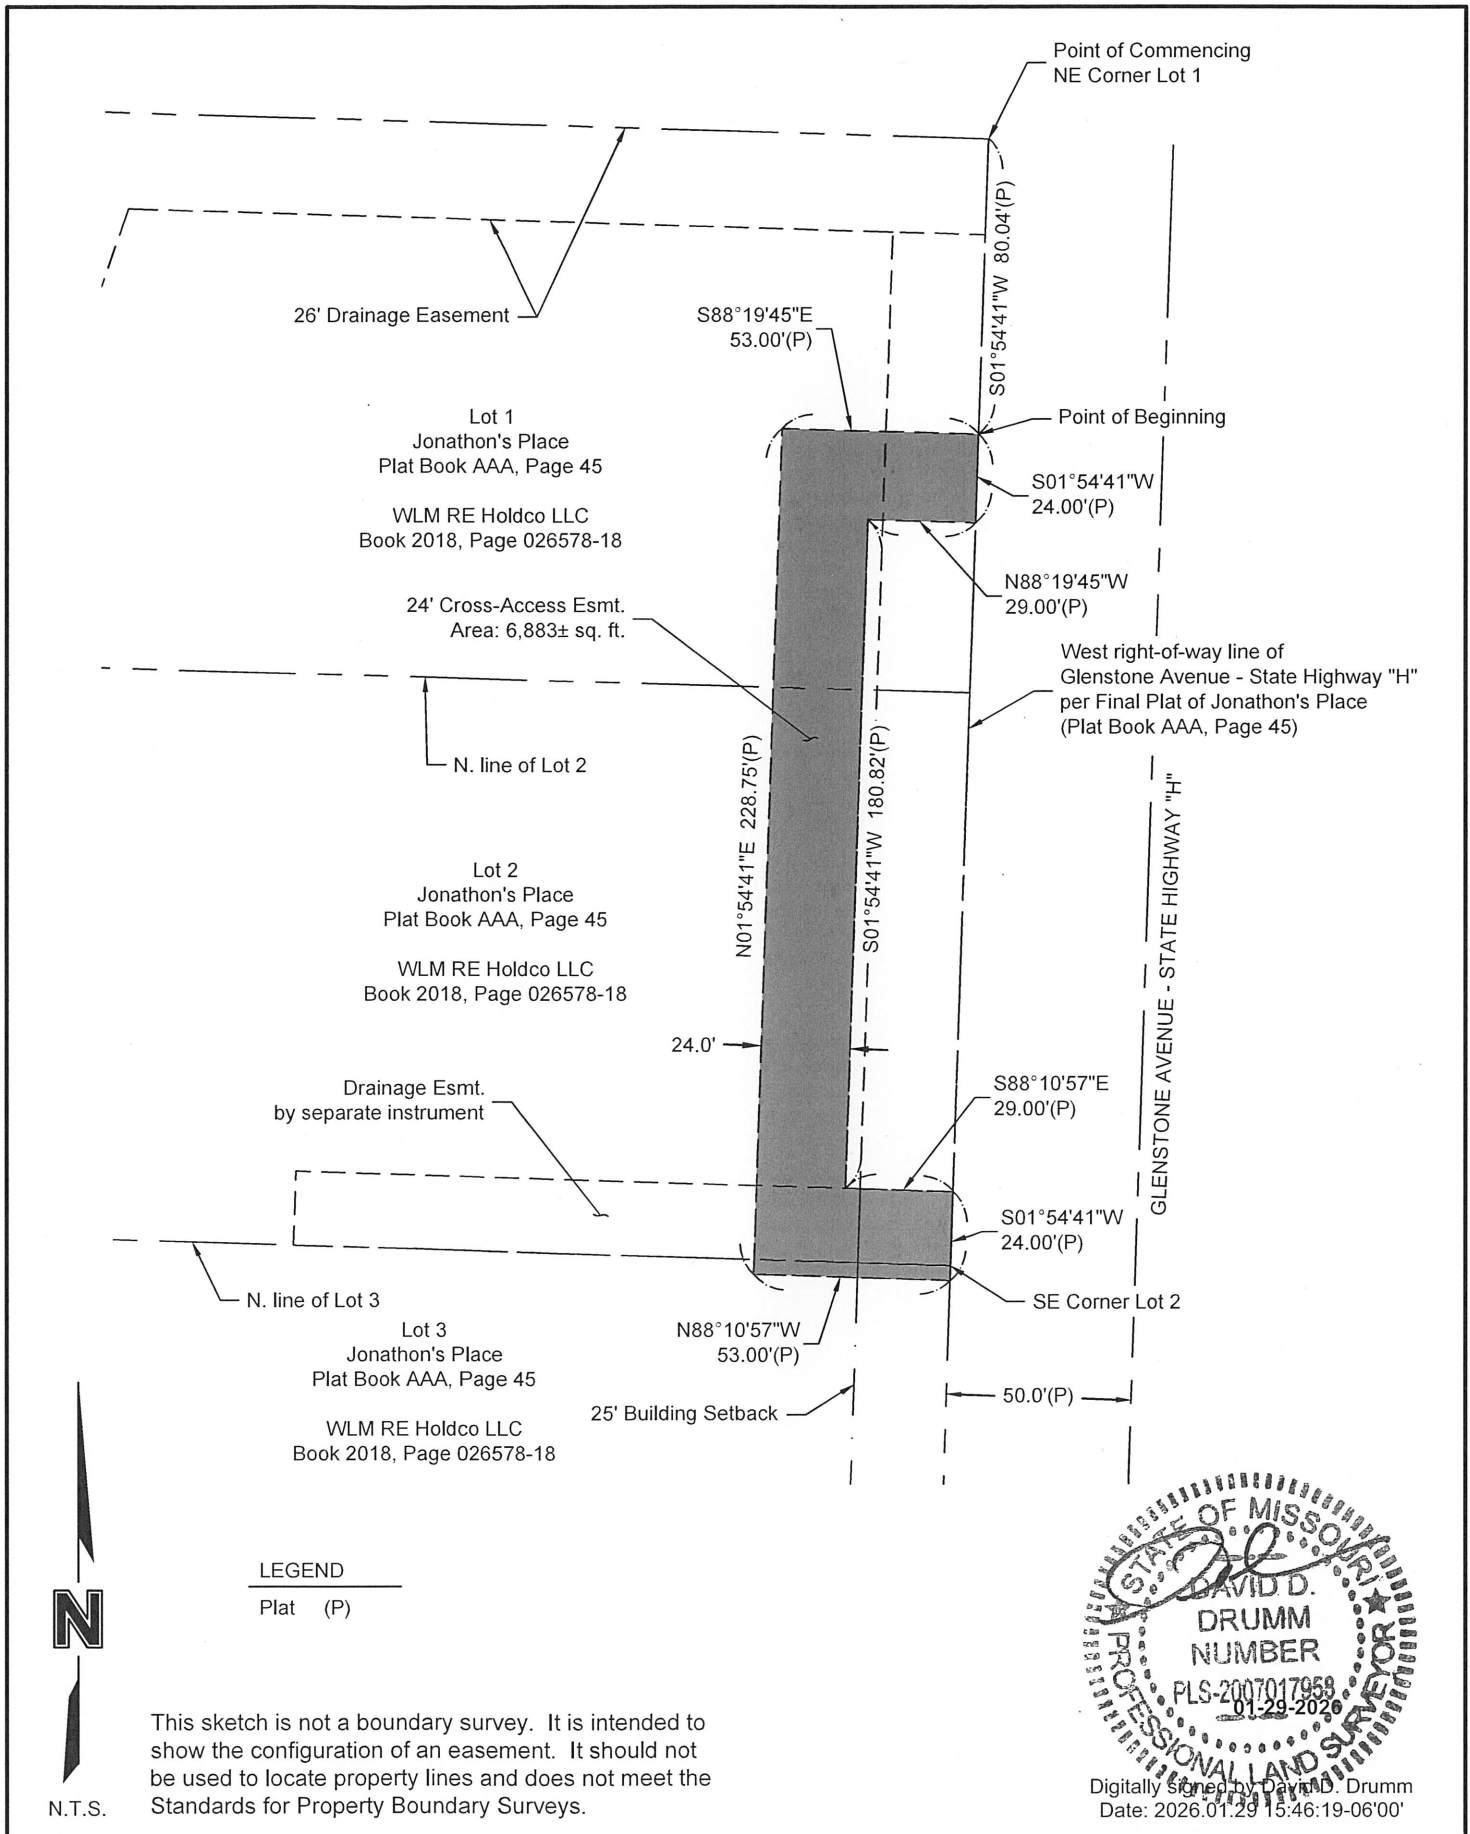 Point of Commencing
NE Corner Lot 1
S01°54'41"W 80.04'(P)
26' Drainage Easement
S88°19'45"E
53.00'(P)
Point of Beginning
Lot 1
Jonathon's Place
Plat Book AAA, Page 45
WLM RE Holdco LLC
Book 2018, Page 026578-18
S01°54'41"W
24.00'(P)
N88°19'45"W
29.00'(P)
24' Cross-Access Esmt.
Area: 6,883± sq. ft.
West right-of-way line of
Glenstone Avenue - State Highway "H"
per Final Plat of Jonathon's Place
(Plat Book AAA, Page 45)
N. line of Lot 2
N01°54'41"E 228.75'(P)
S01°54'41"W 180.82'(P)
GLENSTONE AVENUE - STATE HIGHWAY "H"
Lot 2
Jonathon's Place
Plat Book AAA, Page 45
WLM RE Holdco LLC
Book 2018, Page 026578-18
24.0'
Drainage Esmt.
by separate instrument
S88°10'57"E
29.00'(P)
S01°54'41"W
24.00'(P)
N. line of Lot 3
SE Corner Lot 2
Lot 3
Jonathon's Place
Plat Book AAA, Page 45
WLM RE Holdco LLC
Book 2018, Page 026578-18
N88°10'57"W
53.00'(P)
25' Building Setback
50.0'(P)
LEGEND
Plat (P)
N
N.T.S.
This sketch is not a boundary survey. It is intended to
show the configuration of an easement. It should not
be used to locate property lines and does not meet the
Standards for Property Boundary Surveys.
STATE OF MISSOURI
DAVID D.
DRUMM
NUMBER
PLS-2007017958
01-29-2026
PROFESSIONAL LAND SURVEYOR
Digitally signed by David D. Drumm
Date: 2026.01.29 15:46:19-06'00'